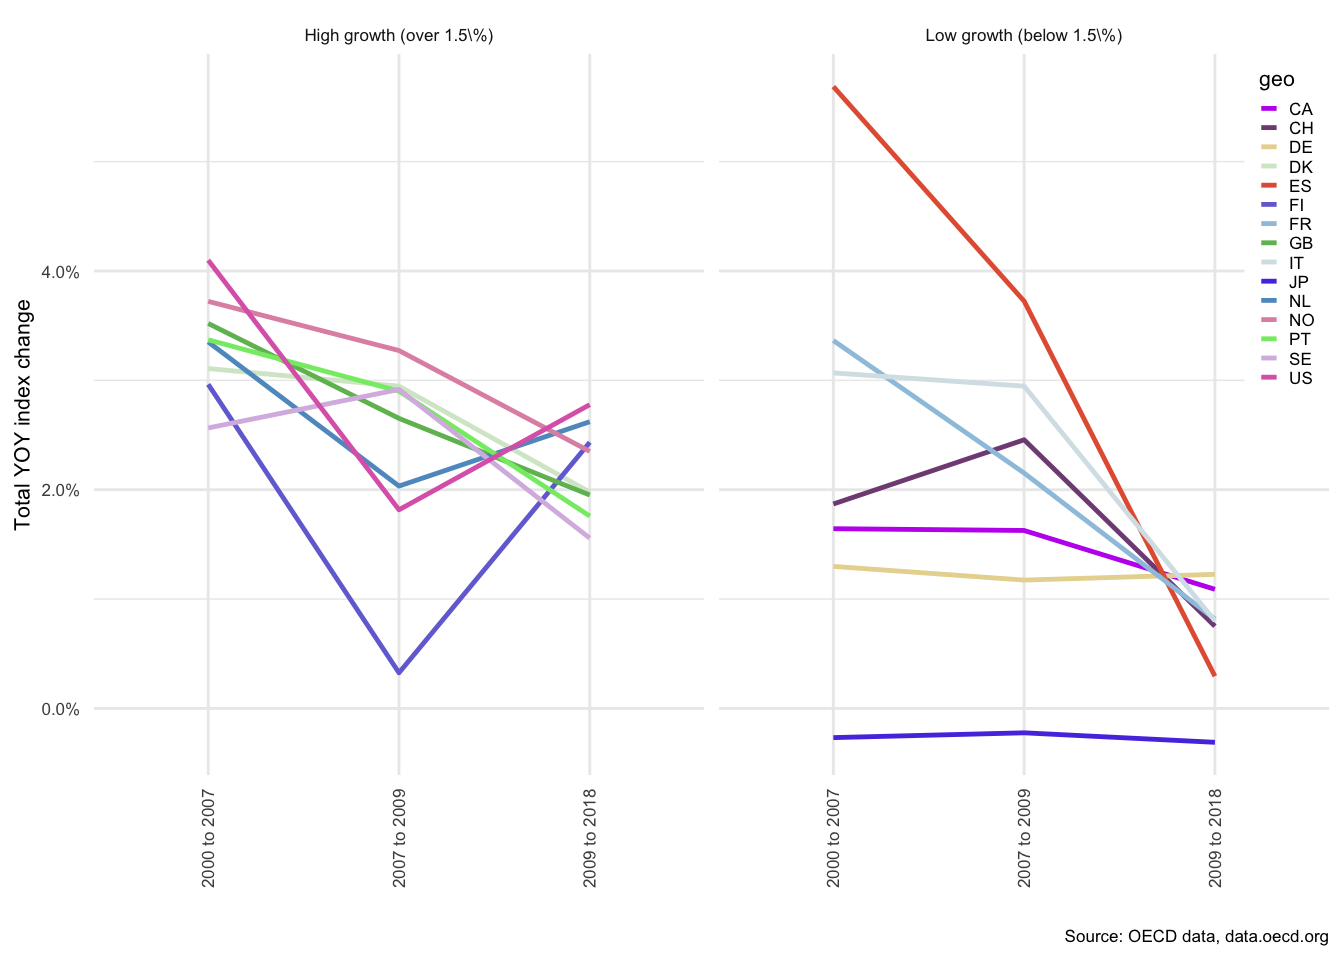 High growth (over 1.5\%)
Low growth (below 1.5\%)
geo
CA
CH
DE
DK
ES
FI
FR
GB
IT
JP
NL
NO
PT
SE
US
Total YOY index change
4.0%
2.0%
0.0%
2000 to 2007
2007 to 2009
2009 to 2018
2000 to 2007
2007 to 2009
2009 to 2018
Source: OECD data, data.oecd.org